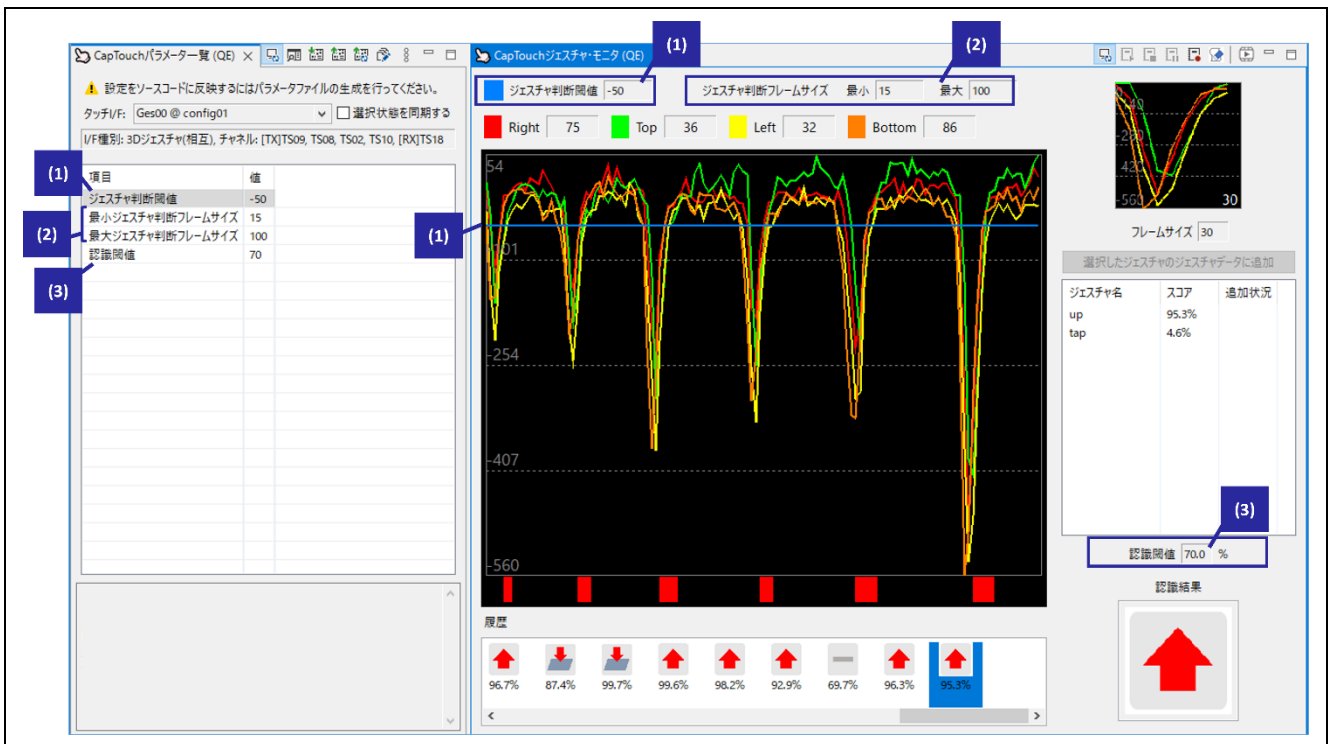 (1)
(2)
CapTouchパラメータ一覧 (QE)
CapTouchジェスチャ・モニタ (QE)
設定をソースコードに反映するにはパラメータファイルの生成を行ってください。
タッチI/F: Ges00 @ config01 選択状態を同期する
I/F種別: 3Dジェスチャ(相互), チャネル: [TX]TS09, TS08, TS02, TS10, [RX]TS18
項目 値
(1)
ジェスチャ判断閾値 -50
最小ジェスチャ判断フレームサイズ 15
(2)
最大ジェスチャ判断フレームサイズ 100
認識閾値 70
(3)
ジェスチャ判断閾値 -50
ジェスチャ判断フレームサイズ 最小 15 最大 100
Right 75 Top 36 Left 32 Bottom 86
54
(1)
-101
-254
-407
-560
履歴
96.7% 87.4% 99.7% 99.6% 98.2% 92.9% 69.7% 96.3% 95.3%
-280
-420
-560
30
フレームサイズ 30
選択したジェスチャのジェスチャデータに追加
ジェスチャ名 スコア 追加状況
up 95.3%
tap 4.6%
(3)
認識閾値 70.0 %
認識結果